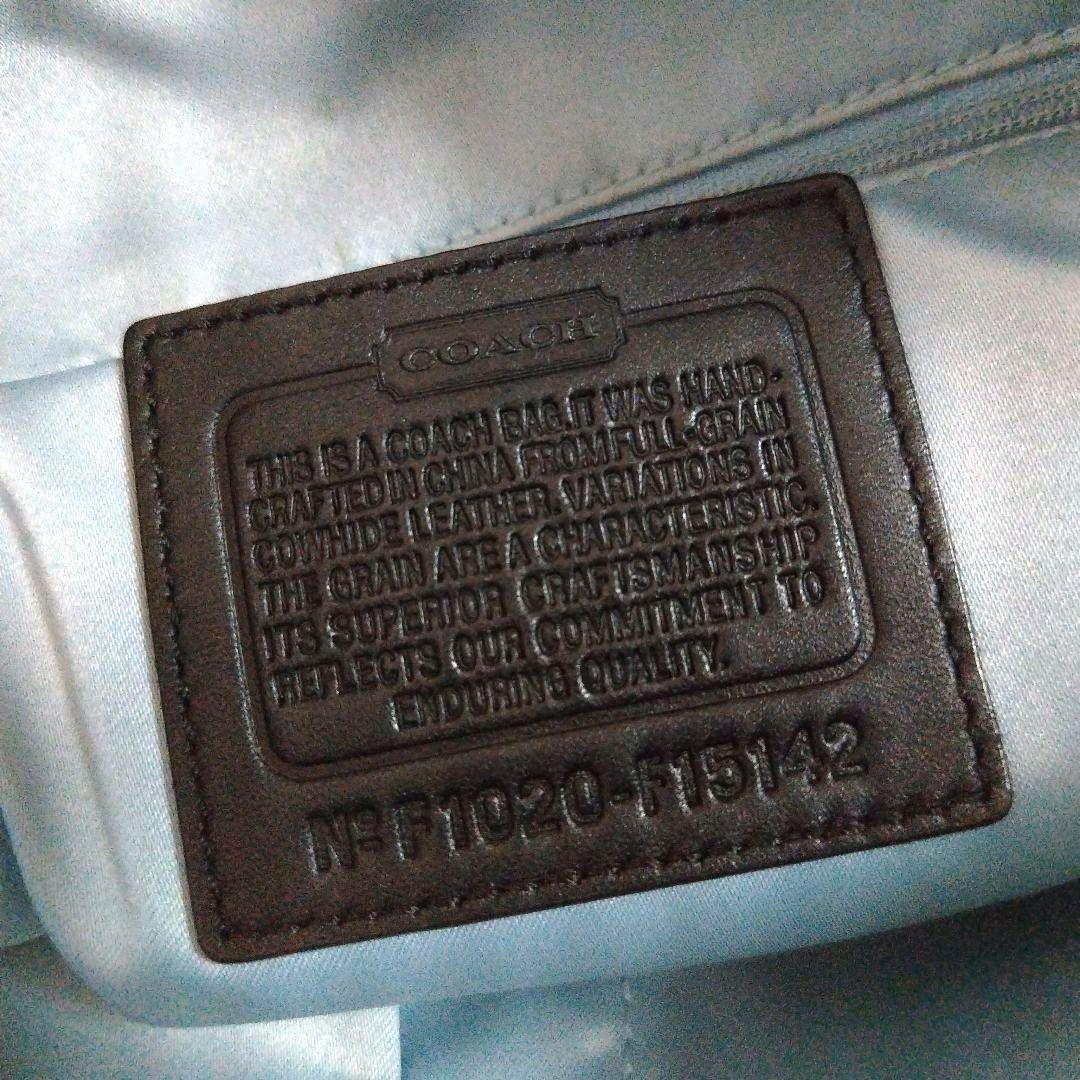 COACH
THIS IS A COACH BAG.IT WAS HAND-
CRAFTED IN CHINA FROM FULL-GRAIN
COWHIDE LEATHER. VARIATIONS IN
THE GRAIN ARE A CHARACTERISTIC.
ITS SUPERIOR CRAFTSMANSHIP
REFLECTS OUR COMMITMENT TO
ENDURING QUALITY.
Nº F1020-F15142